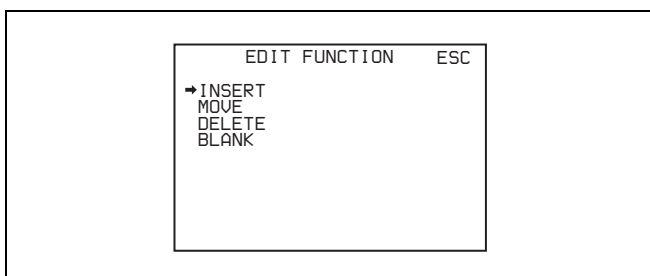 EDIT FUNCTION ESC
➡INSERT
MOVE
DELETE
BLANK